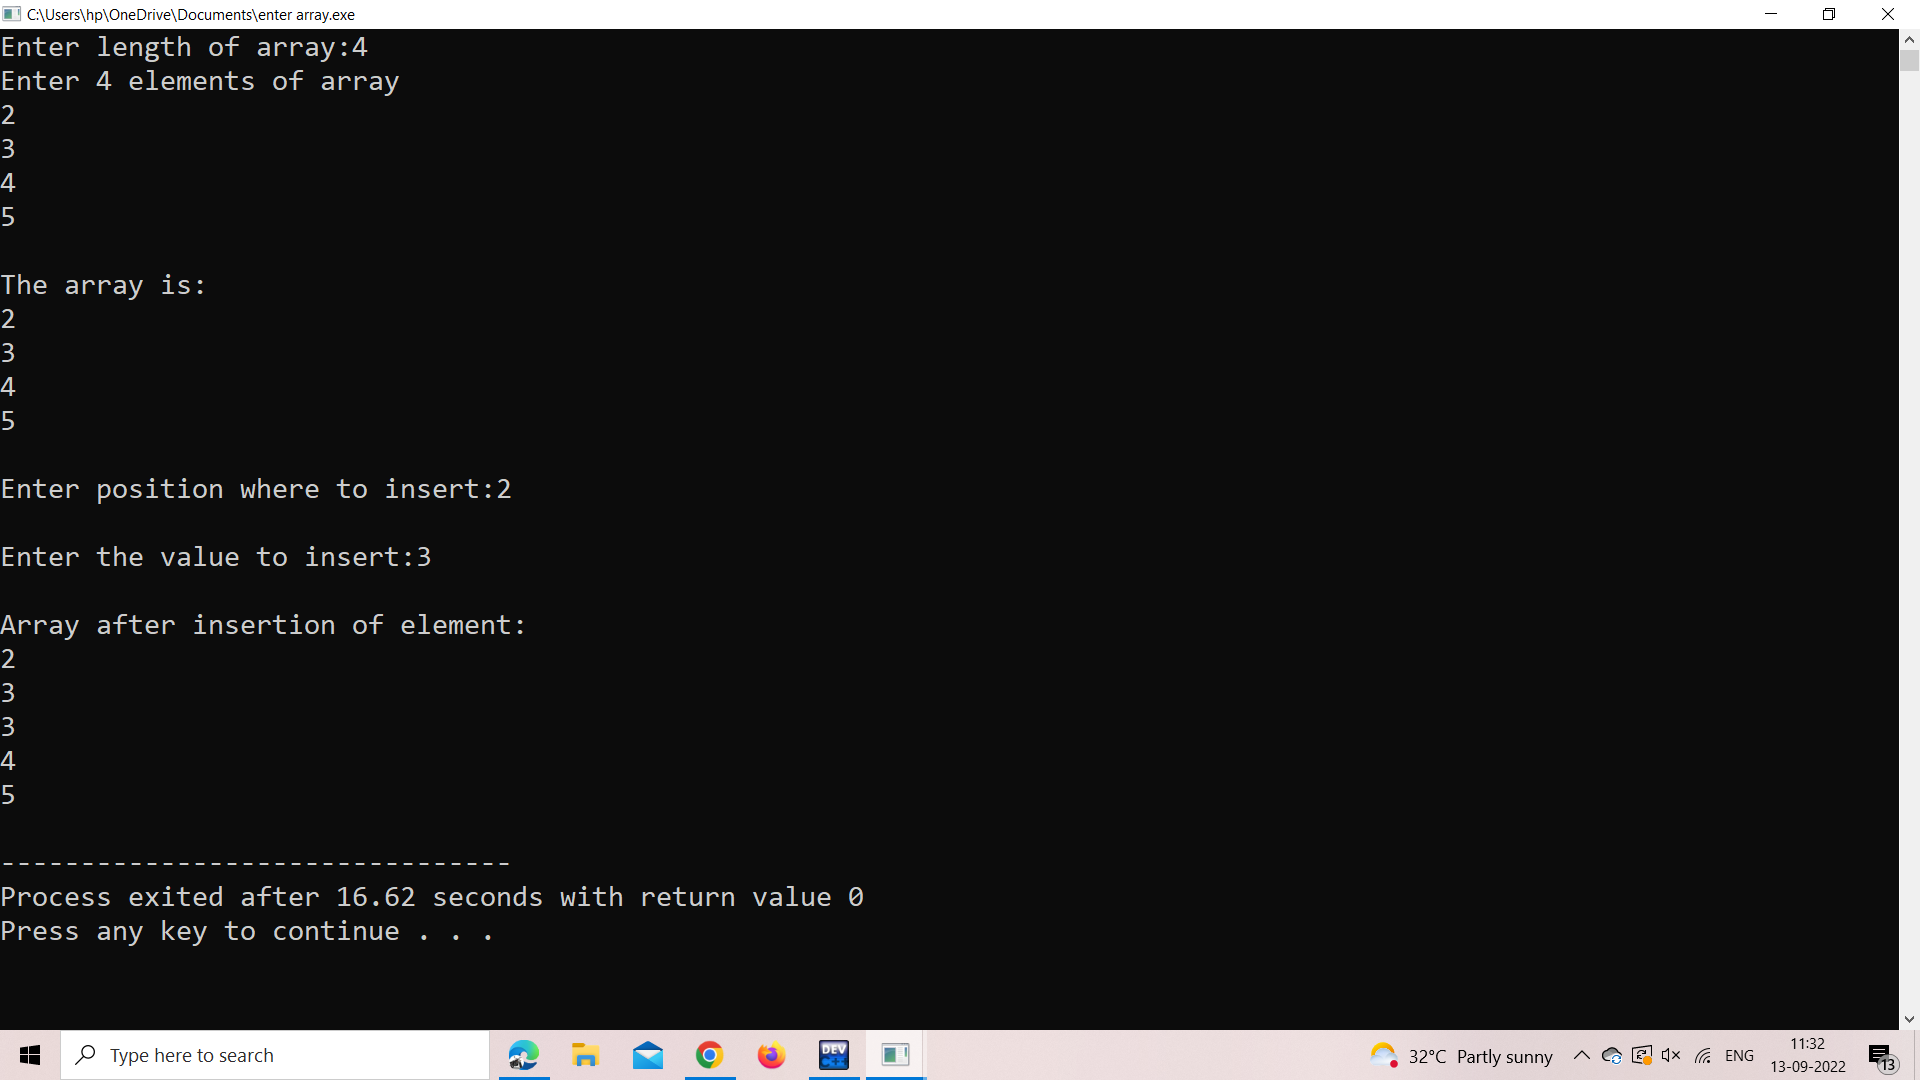 C:\Users\hp\OneDrive\Documents\enter array.exe
Enter length of array:4
Enter 4 elements of array
2
3
4
5
The array is:
2
3
4
5
Enter position where to insert:2
Enter the value to insert:3
Array after insertion of element:
2
3
3
4
5
--------------------------------
Process exited after 16.62 seconds with return value 0
Press any key to continue . . .
Type here to search
DEV
C++
32°C Partly sunny
ENG
11:32
13-09-2022
13